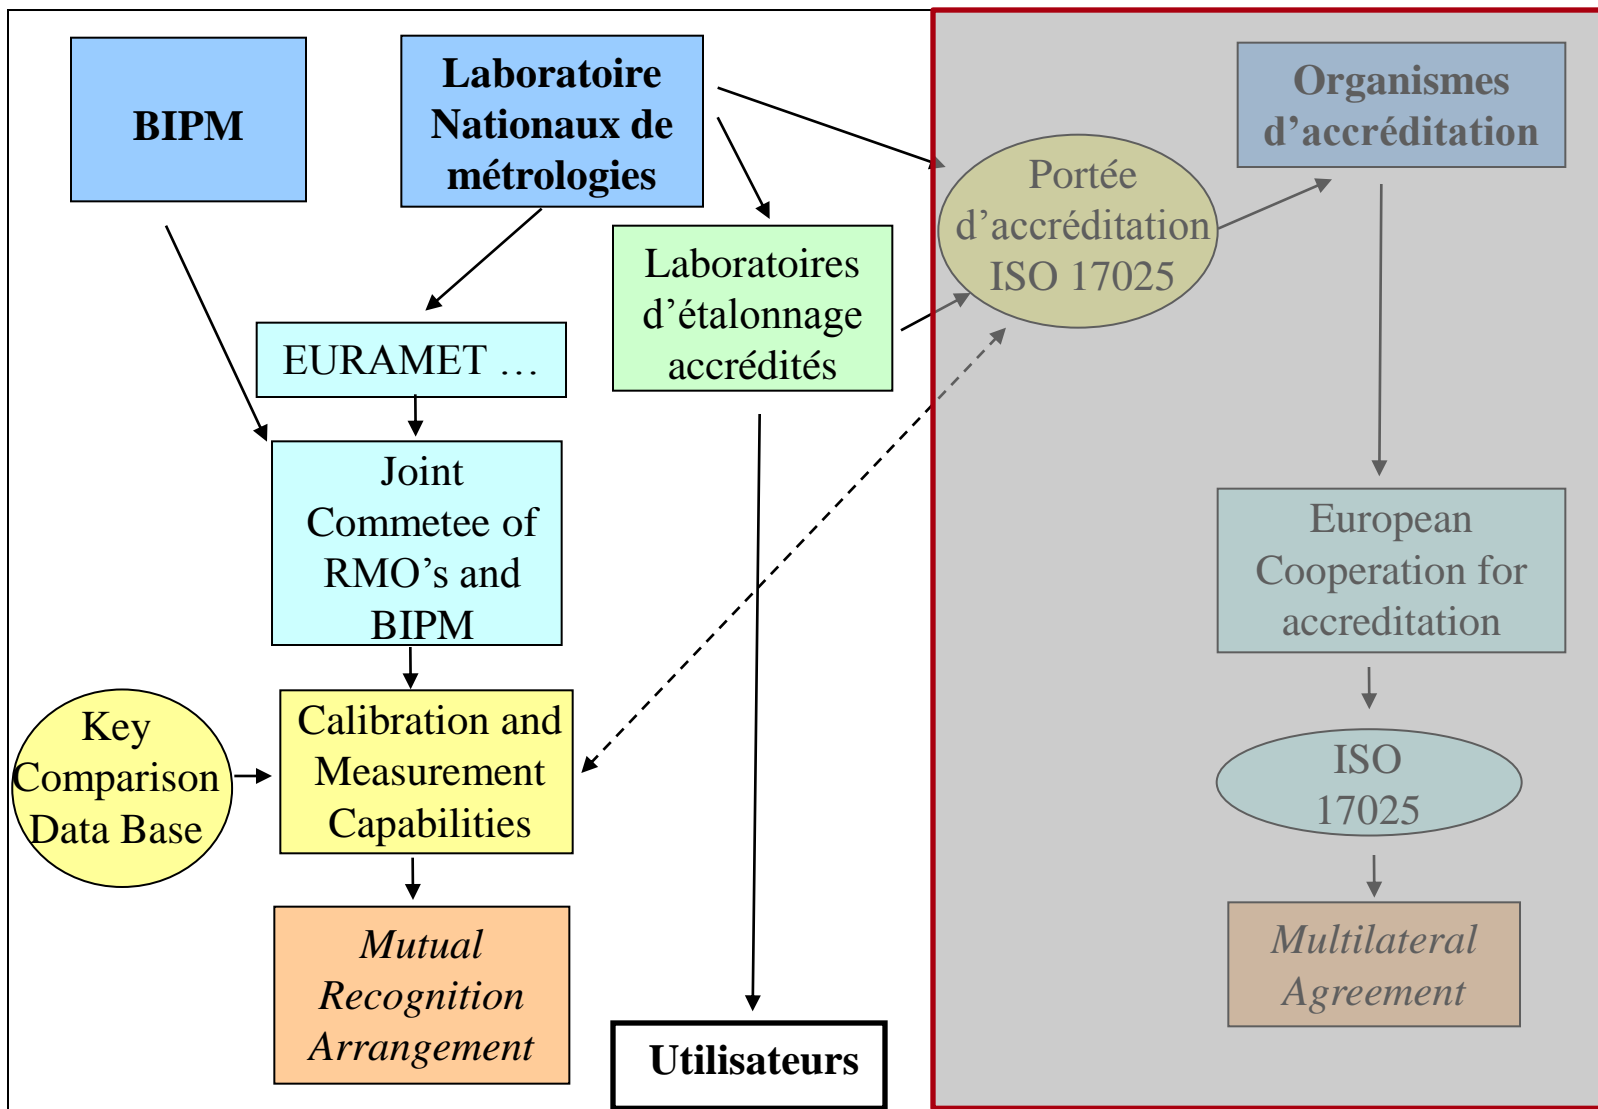 BIPM
Laboratoire
Nationaux de
métrologies
Organismes
d’accréditation
Portée
d’accréditation
ISO 17025
Laboratoires
d’étalonnage
accrédités
EURAMET …
Joint
Commetee of
RMO’s and
BIPM
European
Cooperation for
accreditation
Key
Comparison
Data Base
Calibration and
Measurement
Capabilities
ISO
17025
Mutual
Recognition
Arrangement
Multilateral
Agreement
Utilisateurs